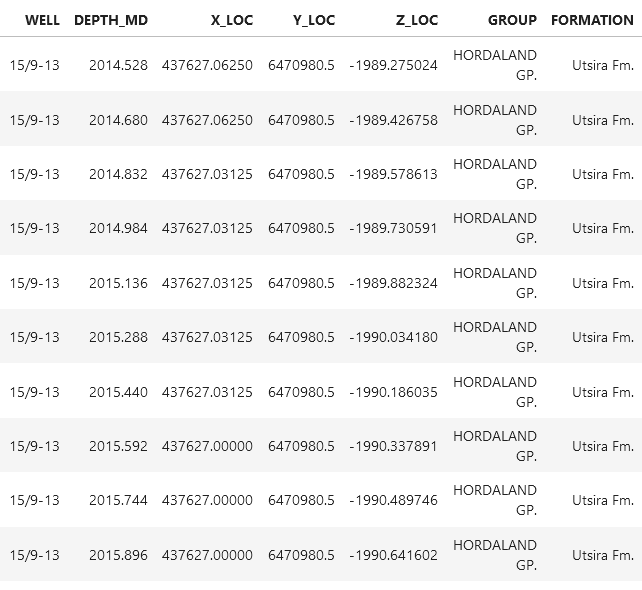 WELL DEPTH_MD X_LOC Y_LOC Z_LOC GROUP FORMATION
15/9-13 2014.528 437627.06250 6470980.5 -1989.275024 HORDALAND GP. Utsira Fm.
15/9-13 2014.680 437627.06250 6470980.5 -1989.426758 HORDALAND GP. Utsira Fm.
15/9-13 2014.832 437627.03125 6470980.5 -1989.578613 HORDALAND GP. Utsira Fm.
15/9-13 2014.984 437627.03125 6470980.5 -1989.730591 HORDALAND GP. Utsira Fm.
15/9-13 2015.136 437627.03125 6470980.5 -1989.882324 HORDALAND GP. Utsira Fm.
15/9-13 2015.288 437627.03125 6470980.5 -1990.034180 HORDALAND GP. Utsira Fm.
15/9-13 2015.440 437627.03125 6470980.5 -1990.186035 HORDALAND GP. Utsira Fm.
15/9-13 2015.592 437627.00000 6470980.5 -1990.337891 HORDALAND GP. Utsira Fm.
15/9-13 2015.744 437627.00000 6470980.5 -1990.489746 HORDALAND GP. Utsira Fm.
15/9-13 2015.896 437627.00000 6470980.5 -1990.641602 HORDALAND GP. Utsira Fm.